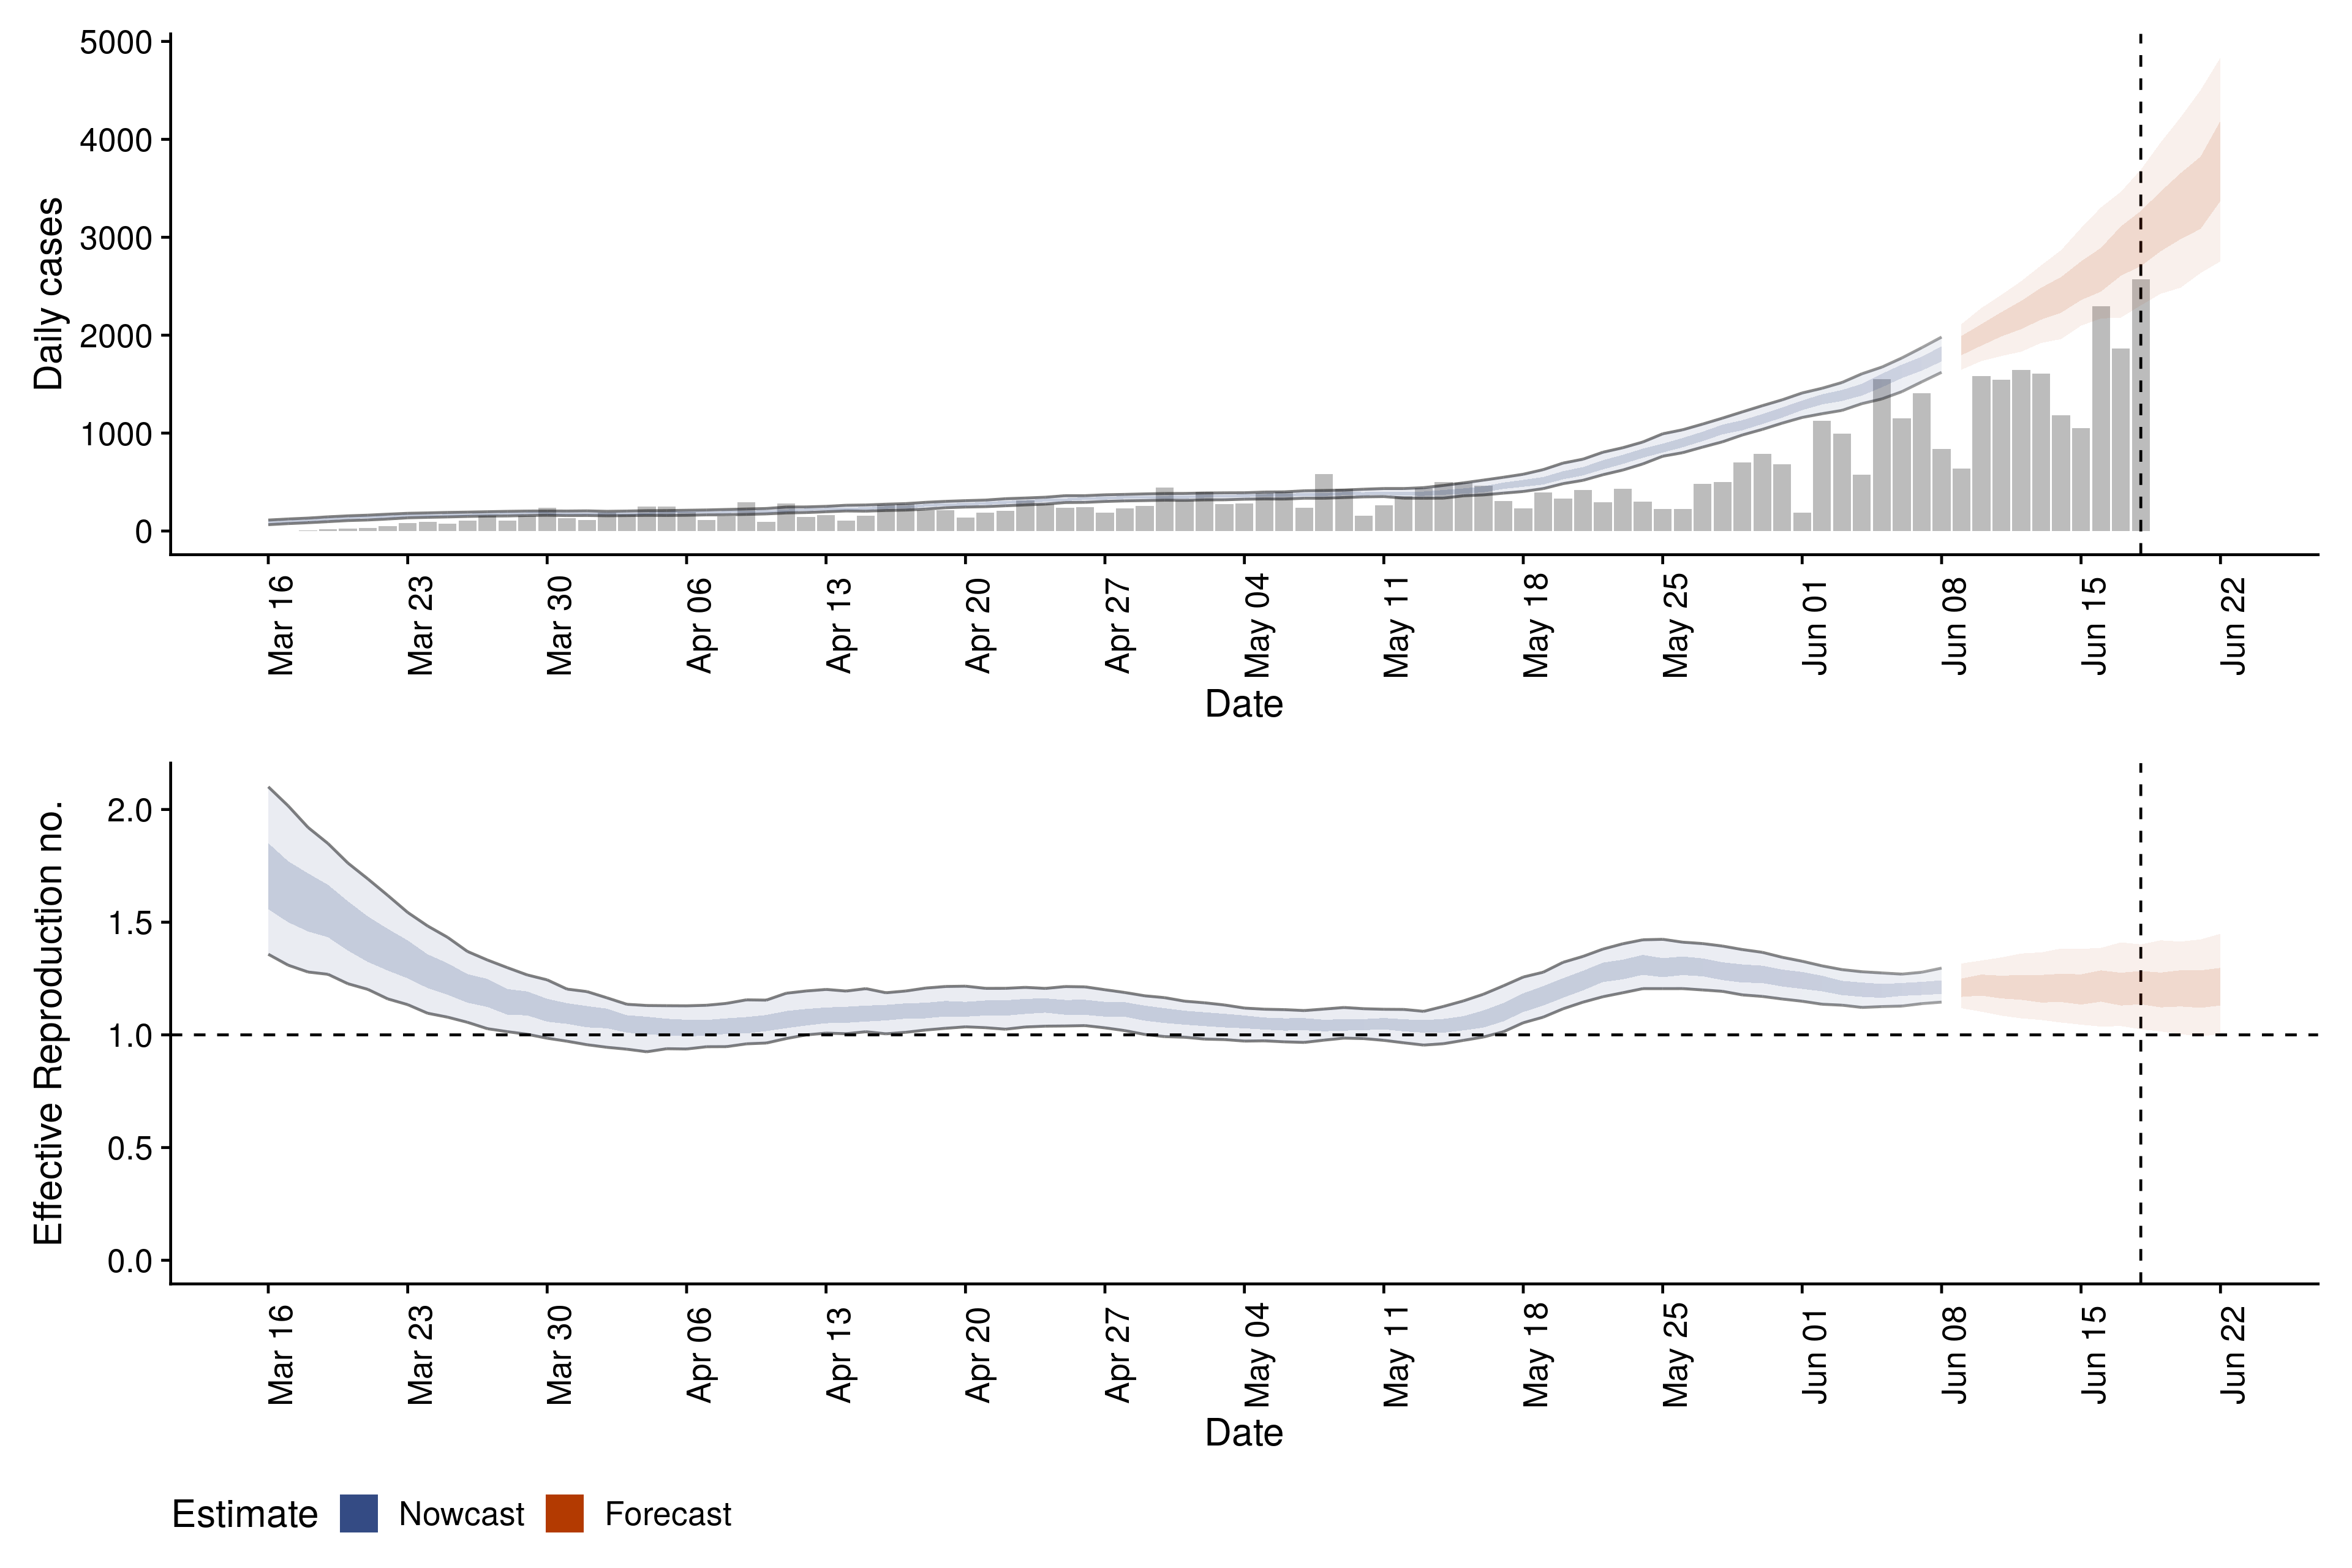 Daily cases
5000
4000
3000
2000
1000
0
Mar 16
Mar 23
Mar 30
Apr 06
Apr 13
Apr 20
Apr 27
May 04
May 11
May 18
May 25
Jun 01
Jun 08
Jun 15
Jun 22
Date
Effective Reproduction no.
2.0
1.5
1.0
0.5
0.0
Mar 16
Mar 23
Mar 30
Apr 06
Apr 13
Apr 20
Apr 27
May 04
May 11
May 18
May 25
Jun 01
Jun 08
Jun 15
Jun 22
Date
Estimate Nowcast Forecast